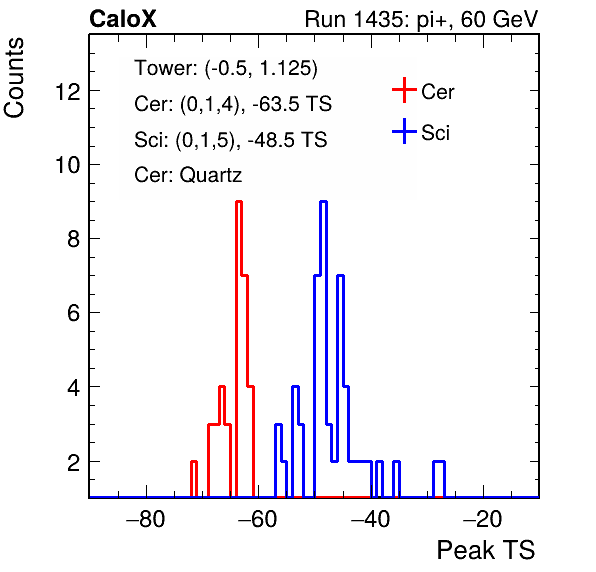 CaloX Run 1435: pi+, 60 GeV
Counts
Tower: (-0.5, 1.125)
Cer: (0,1,4), -63.5 TS
Sci: (0,1,5), -48.5 TS
Cer: Quartz
Cer
Sci
12
10
8
6
4
2
−80 −60 −40 −20
Peak TS